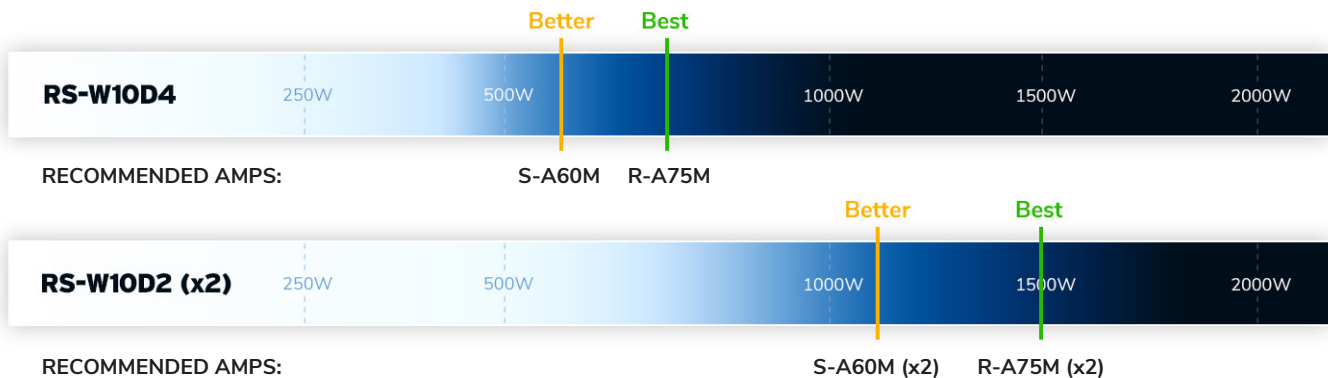 Better Best
RS-W10D4 250W 500W 1000W 1500W 2000W
RECOMMENDED AMPS: S-A60M R-A75M
Better Best
RS-W10D2 (x2) 250W 500W 1000W 1500W 2000W
RECOMMENDED AMPS: S-A60M (x2) R-A75M (x2)